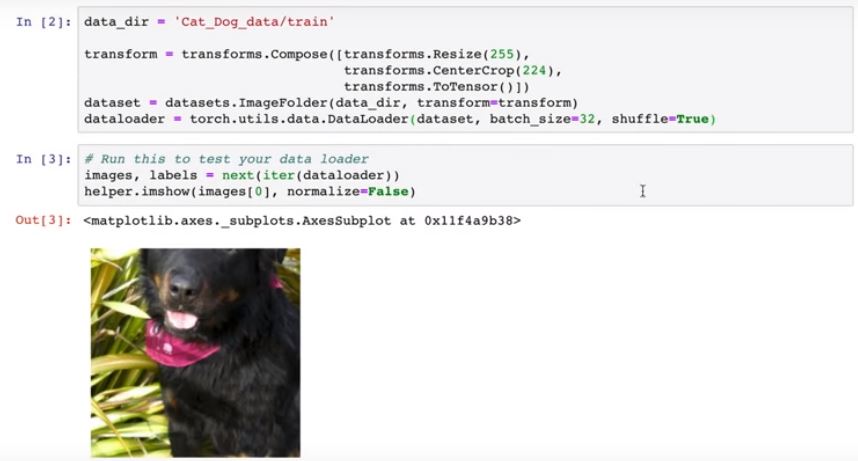 In [2]: data_dir = 'Cat_Dog_data/train'
transform = transforms.Compose([transforms.Resize(255),
transforms.CenterCrop(224),
transforms.ToTensor()])
dataset = datasets.ImageFolder(data_dir, transform=transform)
dataloader = torch.utils.data.DataLoader(dataset, batch_size=32, shuffle=True)
In [3]: # Run this to test your data loader
images, labels = next(iter(dataloader))
helper.imshow(images[0], normalize=False)
Out[3]: <matplotlib.axes._subplots.AxesSubplot at 0x11f4a9b38>